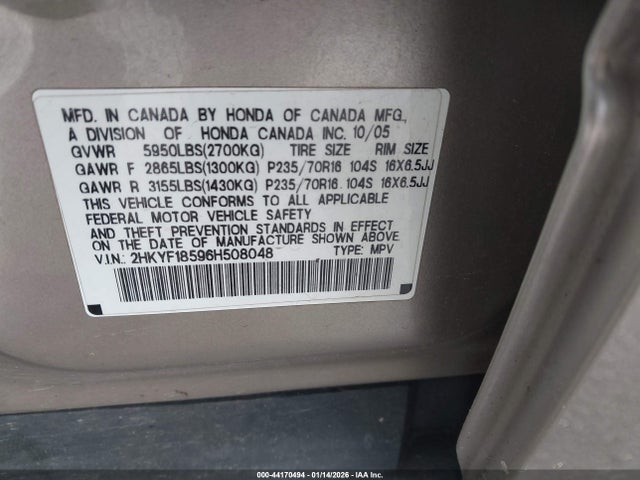 MFD. IN CANADA BY HONDA OF CANADA MFG.,
A DIVISION OF HONDA CANADA INC. 10/05
GVWR 5950LBS(2700KG) TIRE SIZE RIM SIZE
GAWR F 2865LBS(1300KG) P235/70R16 104S 16X6.5JJ
GAWR R 3155LBS(1430KG) P235/70R16 104S 16X6.5JJ
THIS VEHICLE CONFORMS TO ALL APPLICABLE
FEDERAL MOTOR VEHICLE SAFETY
AND THEFT PREVENTION STANDARDS IN EFFECT
ON THE DATE OF MANUFACTURE SHOWN ABOVE.
V.I.N.: 2HKYF18596H508048 TYPE: MPV
000-44170494 | 01/14/2026 | IAA Inc.